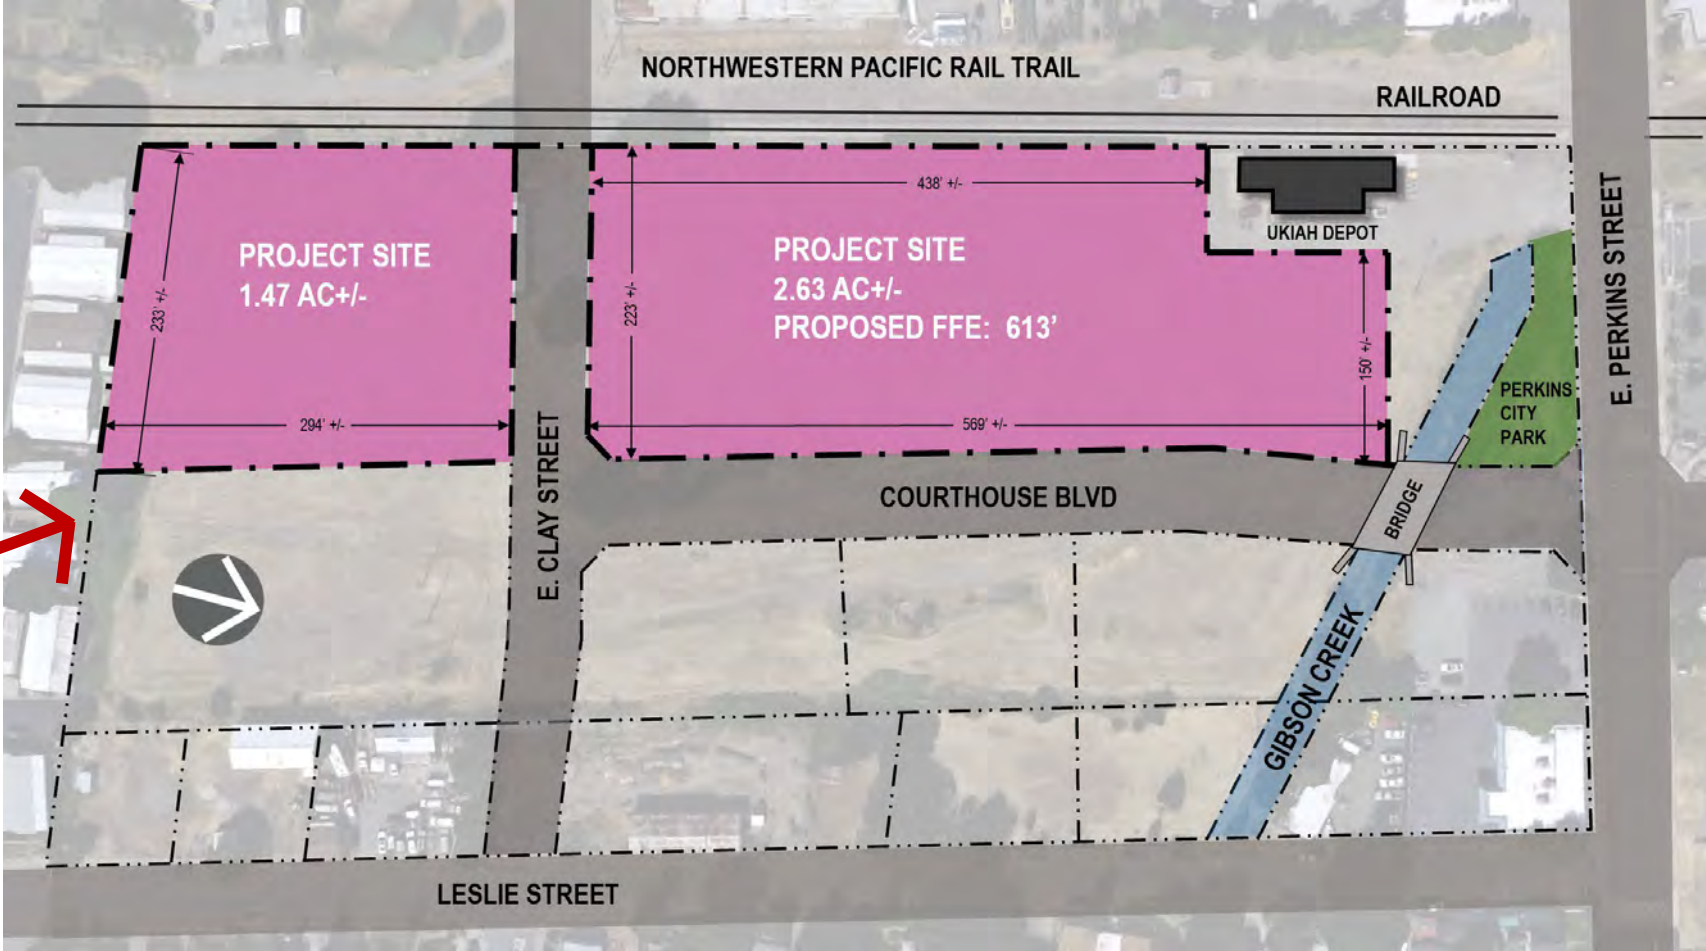 NORTHWESTERN PACIFIC RAIL TRAIL
RAILROAD
438' +/-
UKIAH DEPOT
PROJECT SITE
1.47 AC+/-
233' +/-
294' +/-
PROJECT SITE
2.63 AC+/-
PROPOSED FFE: 613'
223' +/-
150' +/-
569' +/-
E. PERKINS STREET
PERKINS
CITY
PARK
E. CLAY STREET
COURTHOUSE BLVD
BRIDGE
GIBSON CREEK
LESLIE STREET